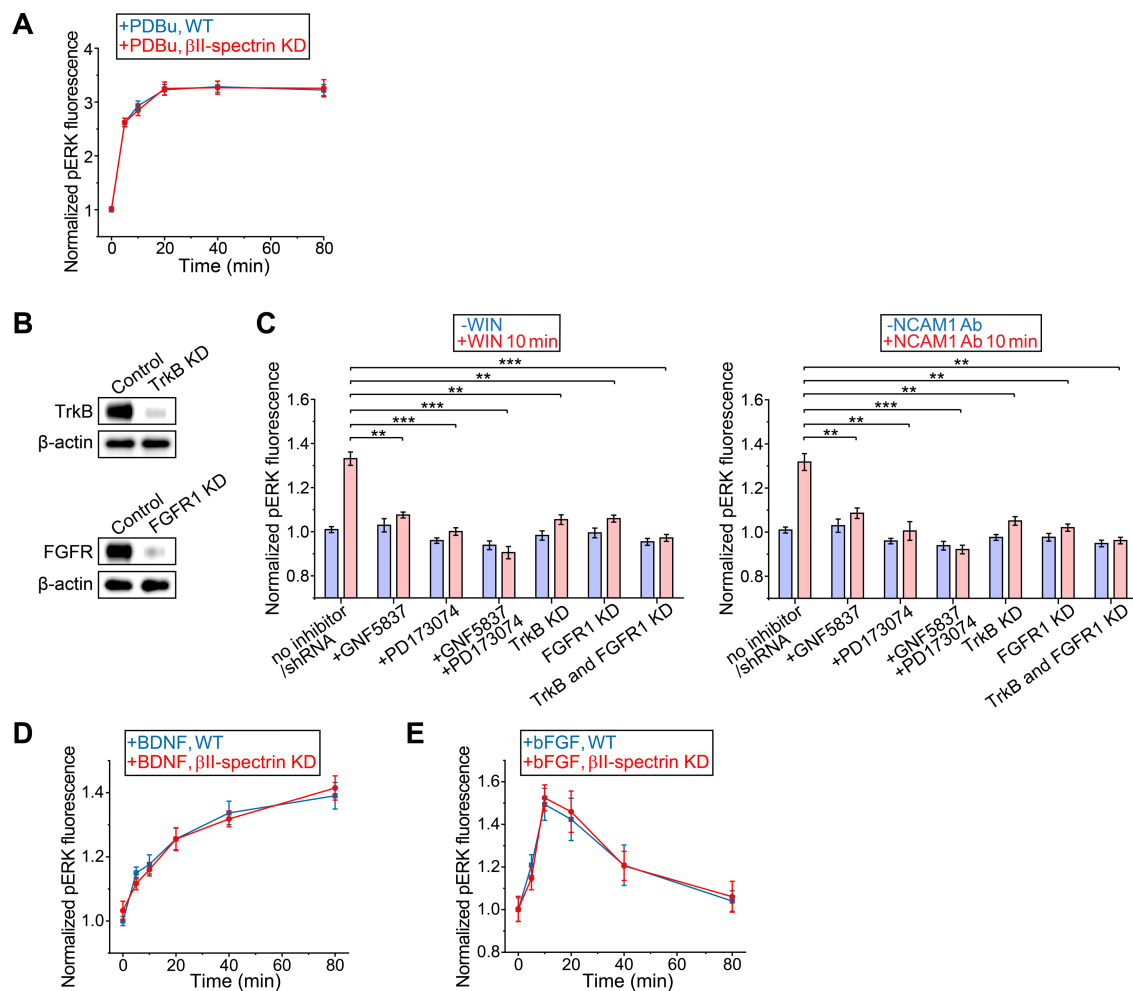 A
+PDBu, WT
+PDBu, βII-spectrin KD
Normalized pERK fluorescence
4
3
2
1
0 20 40 60 80
Time (min)
B
Control
TrkB KD
TrkB
β-actin
Control
FGFR1 KD
FGFR
β-actin
C
-WIN
+WIN 10 min
***
**
**
***
***
**
Normalized pERK fluorescence
1.6
1.4
1.2
1.0
0.8
no inhibitor
/shRNA
+GNF5837
+PD173074
+GNF5837
+PD173074
TrkB KD
FGFR1 KD
TrkB and FGFR1 KD
-NCAM1 Ab
+NCAM1 Ab 10 min
**
**
**
***
**
**
Normalized pERK fluorescence
1.6
1.4
1.2
1.0
0.8
no inhibitor
/shRNA
+GNF5837
+PD173074
+GNF5837
+PD173074
TrkB KD
FGFR1 KD
TrkB and FGFR1 KD
D
+BDNF, WT
+BDNF, βII-spectrin KD
Normalized pERK fluorescence
1.4
1.2
1.0
0 20 40 60 80
Time (min)
E
+bFGF, WT
+bFGF, βII-spectrin KD
Normalized pERK fluorescence
1.6
1.4
1.2
1.0
0.8
0 20 40 60 80
Time (min)